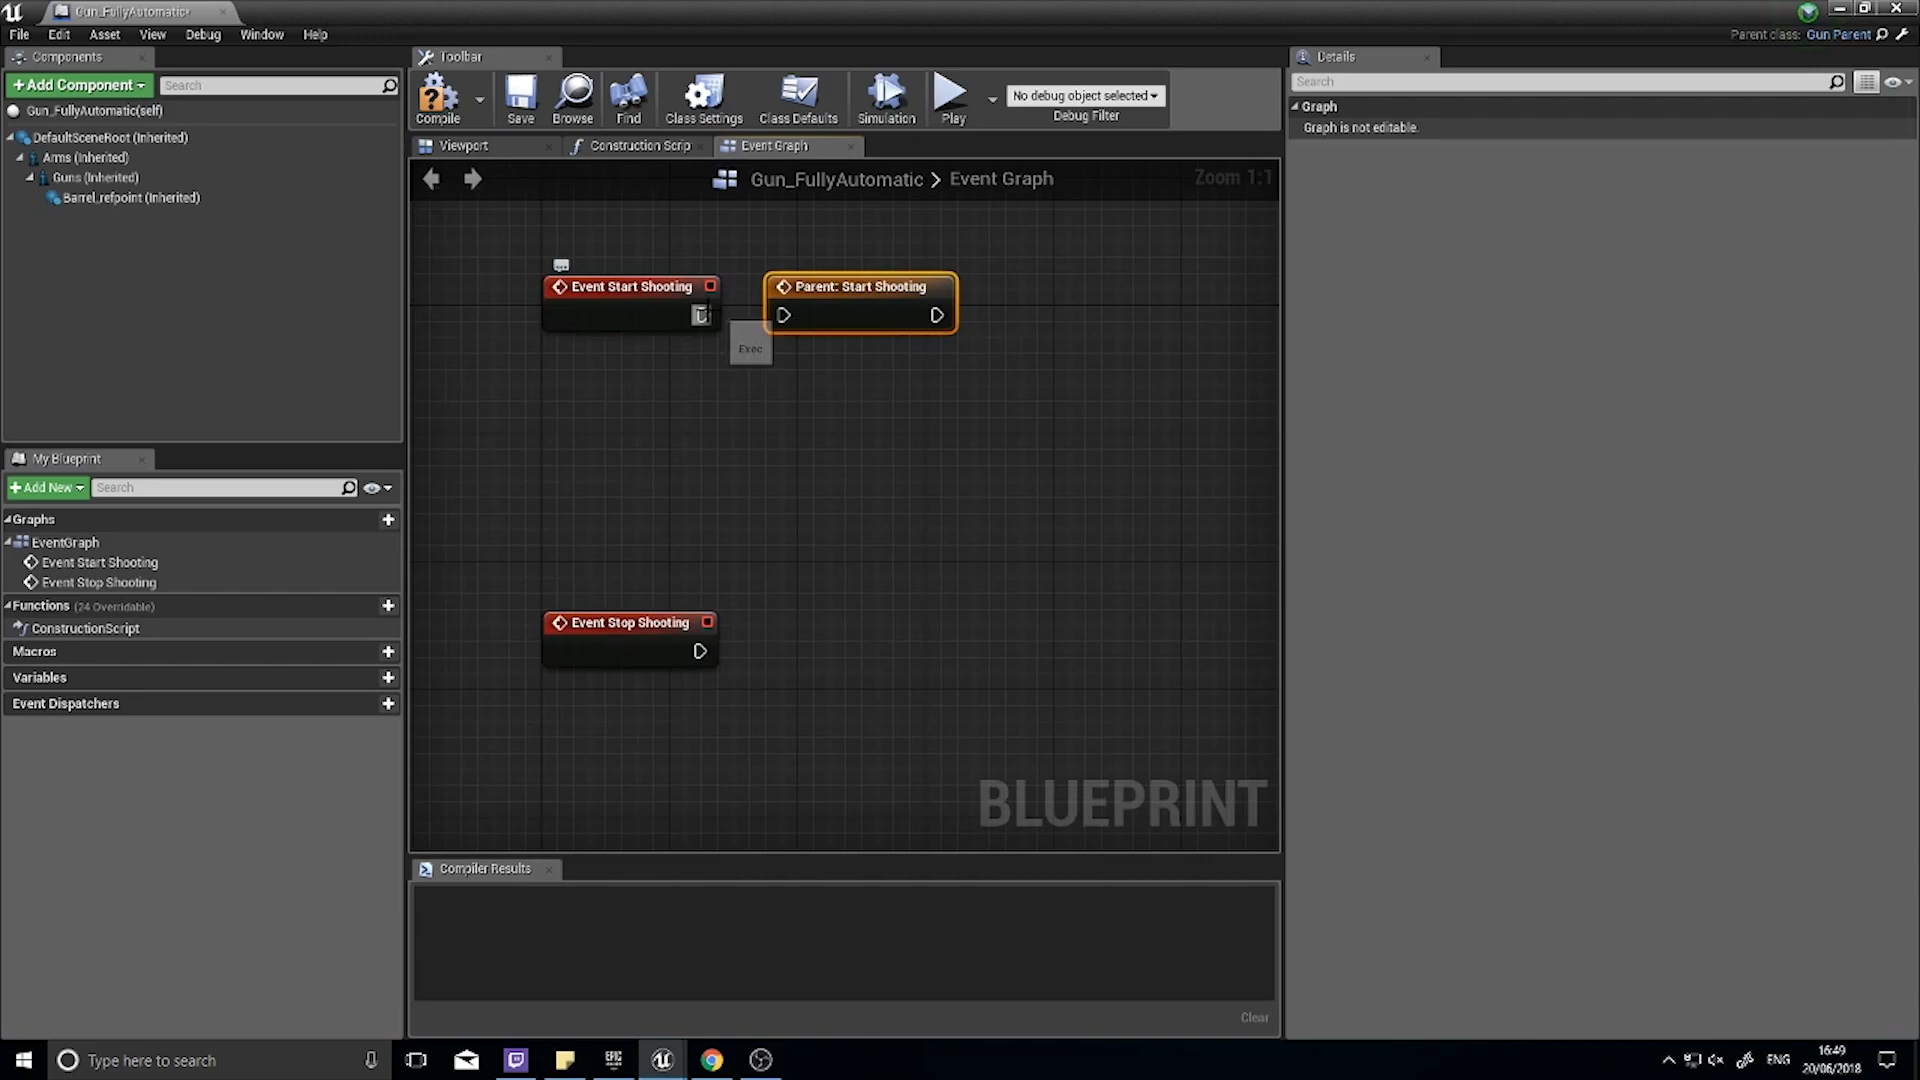 Gun_FullyAutomatic*
File Edit Asset View Debug Window Help
Parent class: Gun Parent
Components
+Add Component
Search
Gun_FullyAutomatic(self)
DefaultSceneRoot (Inherited)
Arms (Inherited)
Guns (Inherited)
Barrel_refpoint (Inherited)
My Blueprint
+Add New
Search
Graphs
EventGraph
Event Start Shooting
Event Stop Shooting
Functions (24 Overridable)
ConstructionScript
Macros
Variables
Event Dispatchers
Toolbar
Compile
Save
Browse
Find
Class Settings
Class Defaults
Simulation
Play
No debug object selected
Debug Filter
Viewport
Construction Scrip
Event Graph
Gun_FullyAutomatic > Event Graph
Zoom 1:1
Event Start Shooting
Parent: Start Shooting
Exec
Event Stop Shooting
BLUEPRINT
Compiler Results
Clear
Details
Search
Graph
Graph is not editable.
Type here to search
EPIC
ENG
16:49
20/06/2018